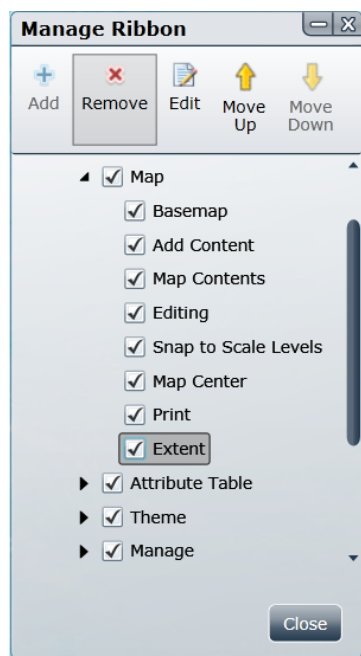 Manage Ribbon
Add
Remove
Edit
Move
Up
Move
Down
Map
Basemap
Add Content
Map Contents
Editing
Snap to Scale Levels
Map Center
Print
Extent
Attribute Table
Theme
Manage
Close